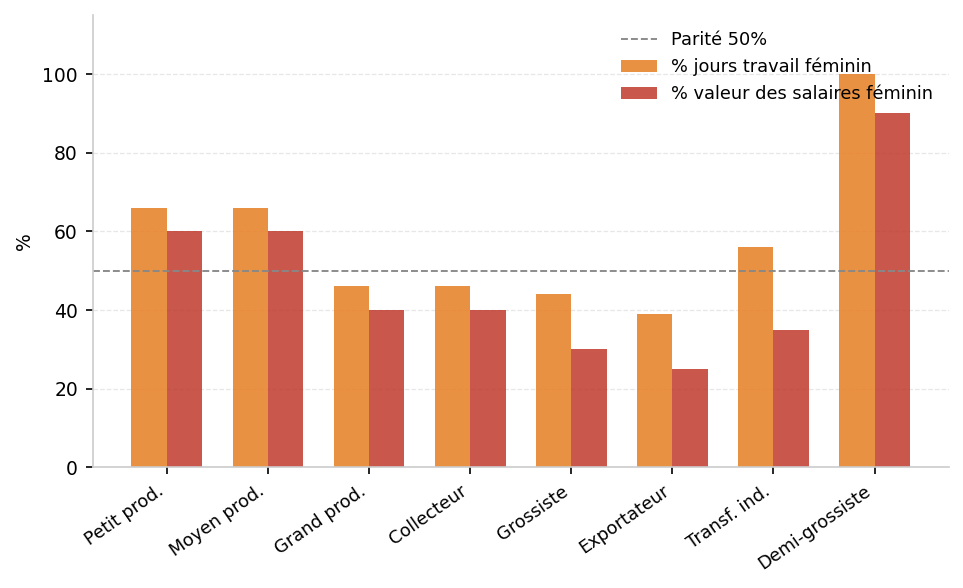 Parité 50%
% jours travail féminin
% valeur des salaires féminin
%
100
80
60
40
20
0
Petit prod.
Moyen prod.
Grand prod.
Collecteur
Grossiste
Exportateur
Transf. ind.
Demi-grossiste